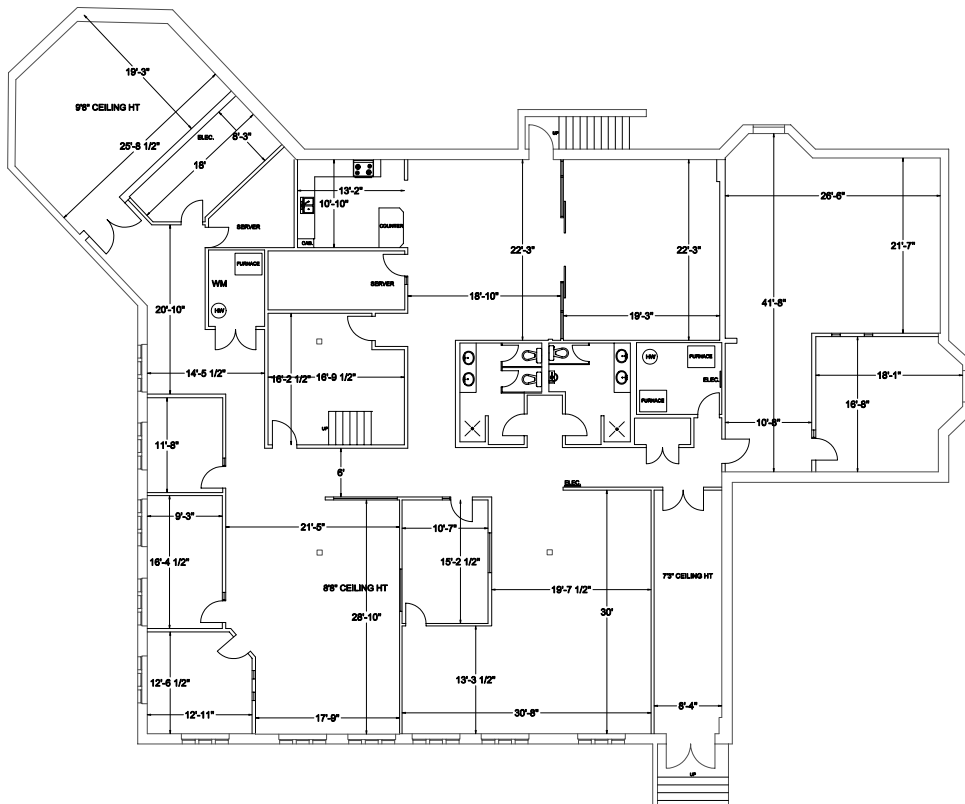 19'-3"
9'8" CEILING HT
ELEC.
8'-3"
25'-8 1/2"
18'
UP
13'-2"
10'-10"
26'-6"
COUNTER
SERVER
CAB.
22'-3"
22'-3"
21'-7"
FURNACE
WM
SERVER
18'-10"
41'-8"
20'-10"
HW
19'-3"
14'-5 1/2"
16'-2 1/2"
16'-9 1/2"
HW
FURNACE
ELEC.
18'-1"
FURNACE
16'-8"
10'-8"
UP
11'-8"
6'
ELEC.
9'-3"
21'-5"
10'-7"
16'-4 1/2"
15'-2 1/2"
7'3" CEILING HT
8'8" CEILING HT
19'-7 1/2"
28'-10"
30'
12'-6 1/2"
13'-3 1/2"
8'-4"
12'-11"
17'-9"
30'-8"
UP